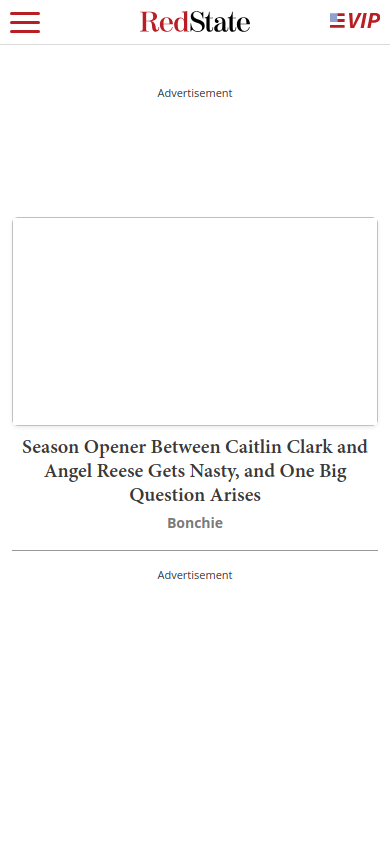 RedState
VIP
Advertisement
Season Opener Between Caitlin Clark and
Angel Reese Gets Nasty, and One Big
Question Arises
Bonchie
Advertisement